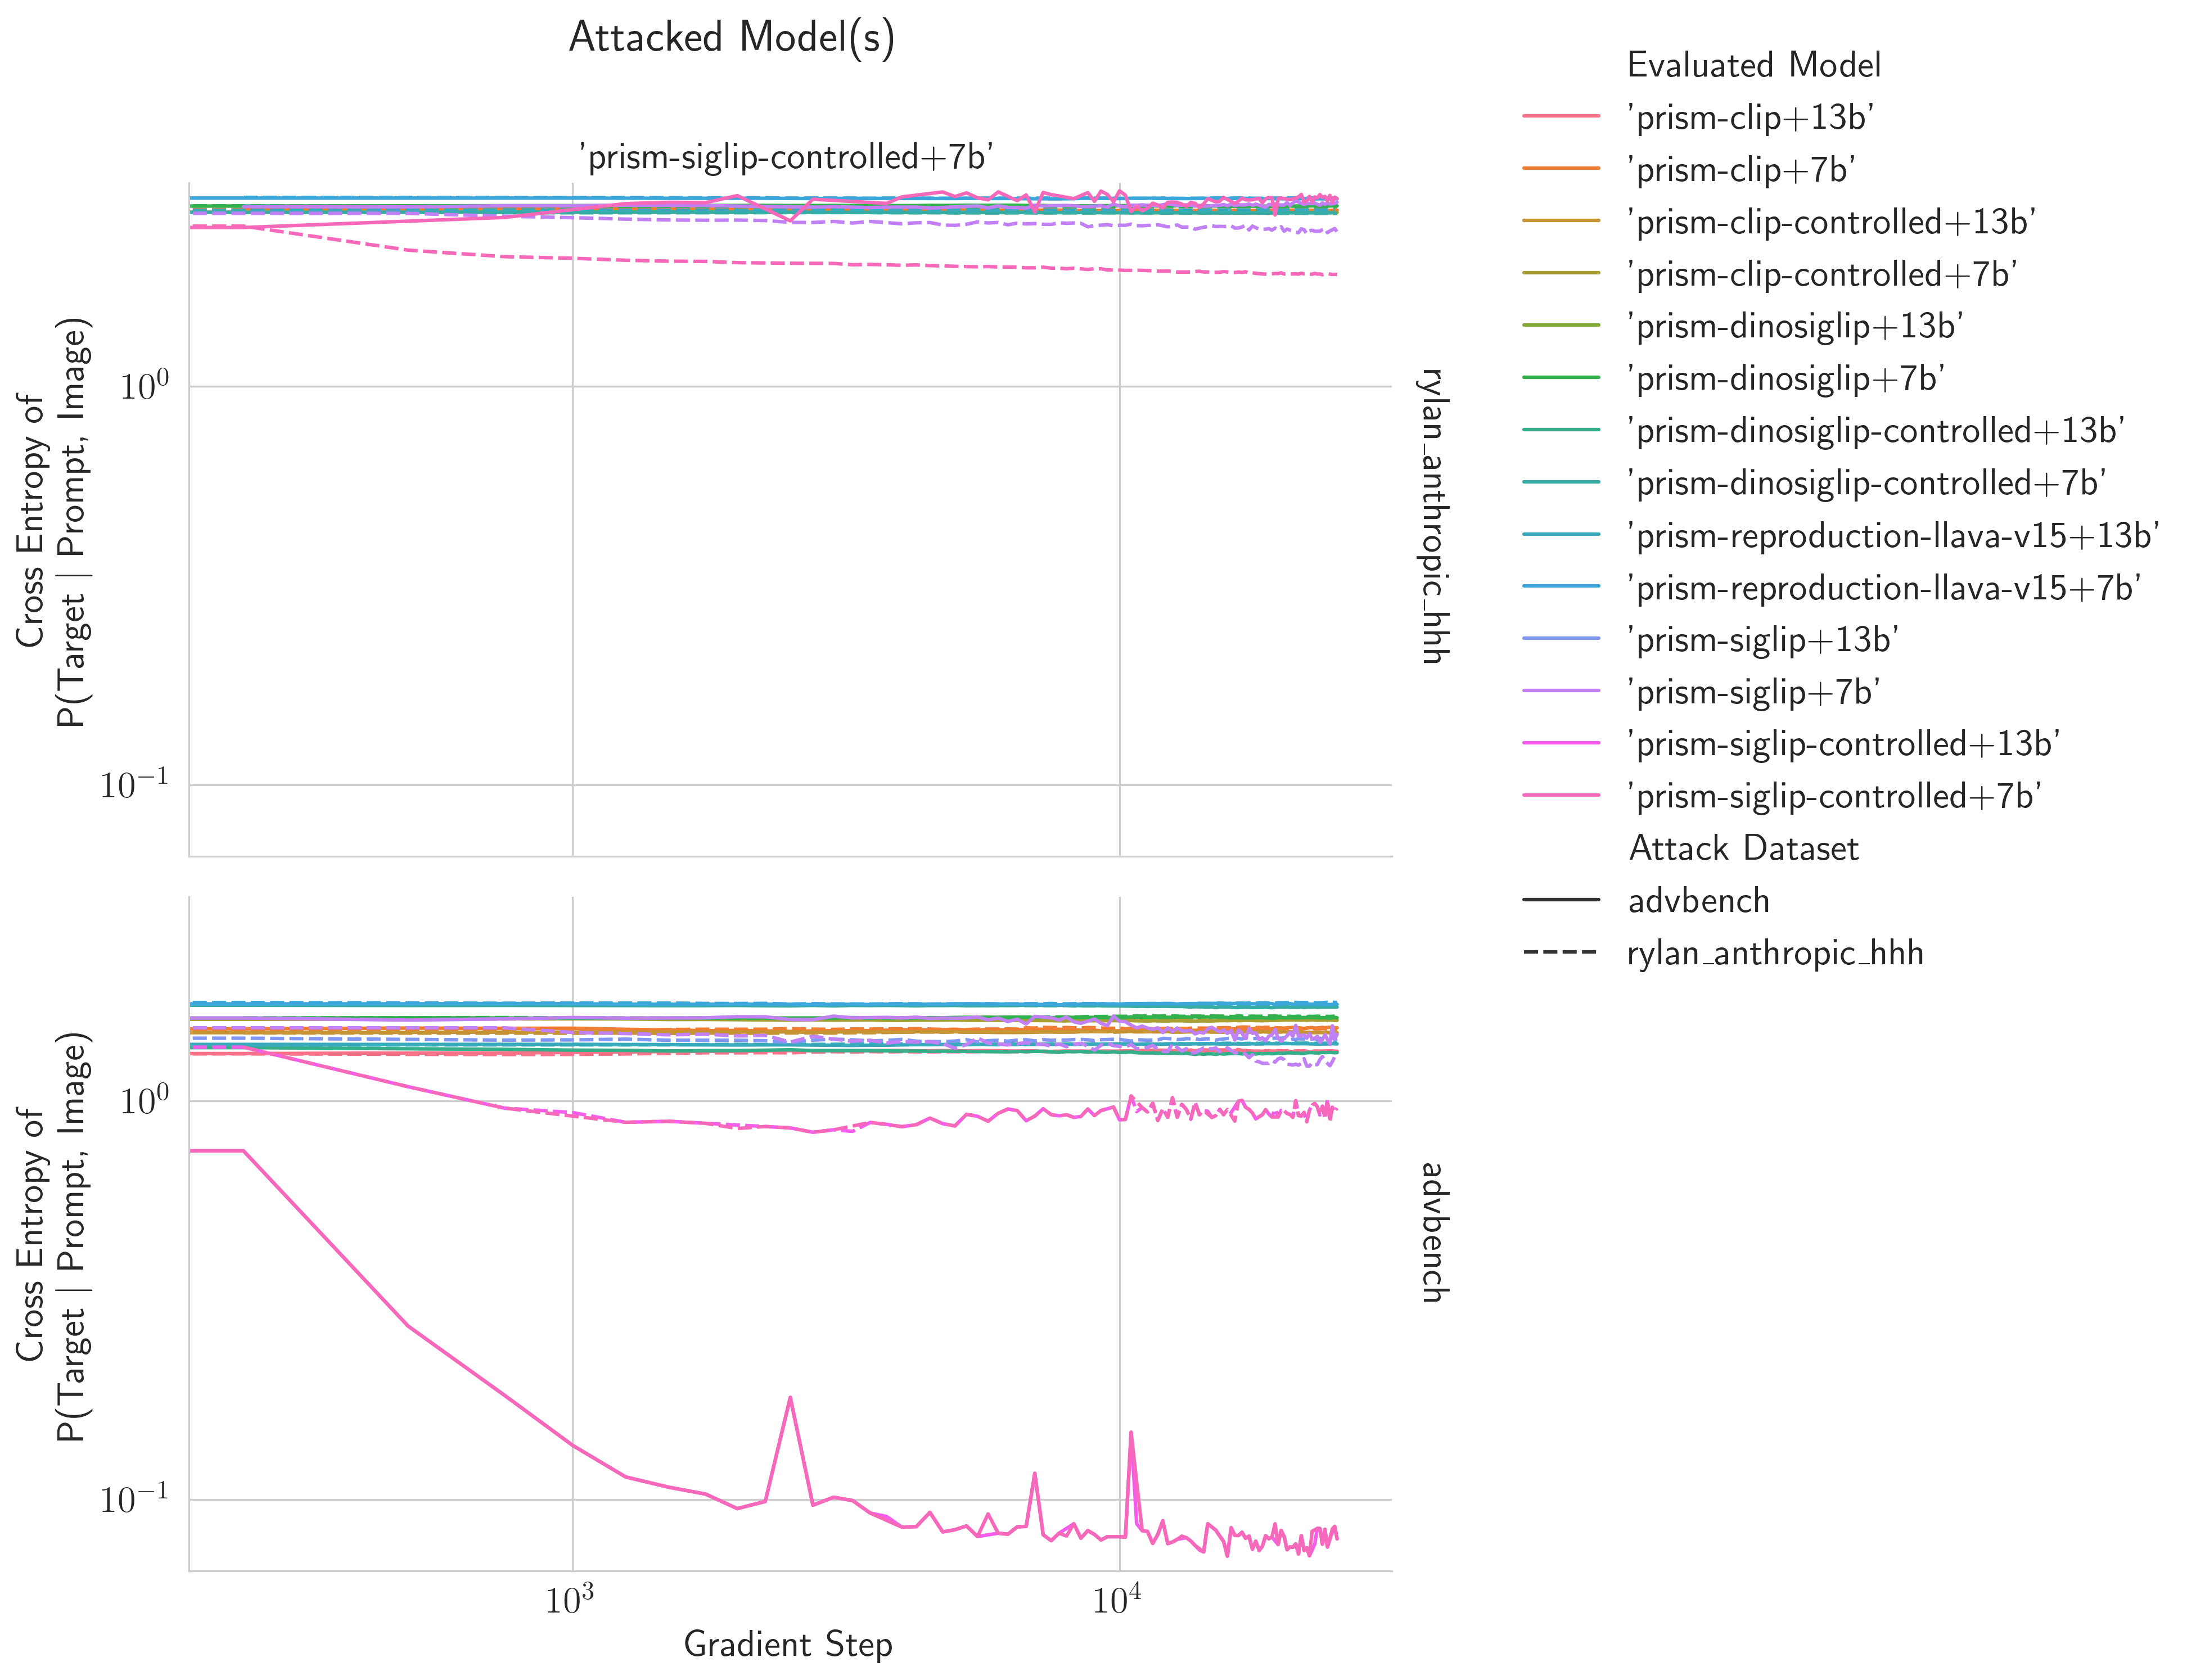 Attacked Model(s)
'prism-siglip-controlled+7b'
Cross Entropy of
P(Target | Prompt, Image)
10^0
10^-1
rylan_anthropic_hhh
Cross Entropy of
P(Target | Prompt, Image)
10^0
10^-1
advbench
10^3
10^4
Gradient Step
Evaluated Model
'prism-clip+13b'
'prism-clip+7b'
'prism-clip-controlled+13b'
'prism-clip-controlled+7b'
'prism-dinosiglip+13b'
'prism-dinosiglip+7b'
'prism-dinosiglip-controlled+13b'
'prism-dinosiglip-controlled+7b'
'prism-reproduction-llava-v15+13b'
'prism-reproduction-llava-v15+7b'
'prism-siglip+13b'
'prism-siglip+7b'
'prism-siglip-controlled+13b'
'prism-siglip-controlled+7b'
Attack Dataset
advbench
rylan_anthropic_hhh